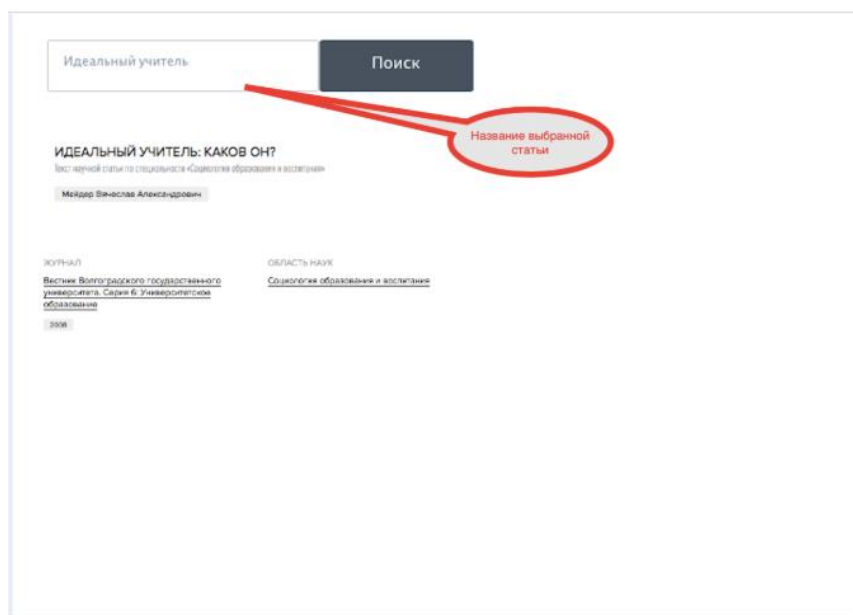 Идеальный учитель
Поиск
Название выбранной
статьи
ИДЕАЛЬНЫЙ УЧИТЕЛЬ: КАКОВ ОН?
Текст научной статьи по специальности «Социология образования и воспитания»
Мейдер Вячеслав Александрович
ЖУРНАЛ
Вестник Волгоградского государственного
университета. Серия 6: Университетское
образование
2008
ОБЛАСТЬ НАУК
Социология образования и воспитания